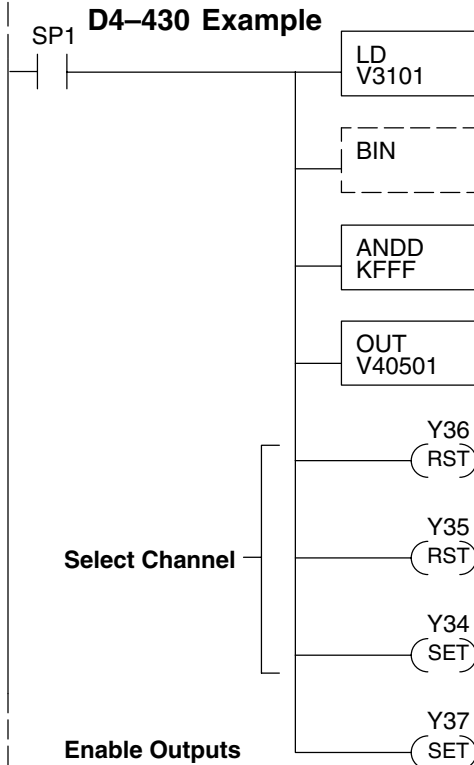 D4–430 Example
SP1
LD
V3101
BIN
ANDD
KFFF
OUT
V40501
Y36
RST
Y35
RST
Select Channel
Y34
SET
Y37
Enable Outputs
SET